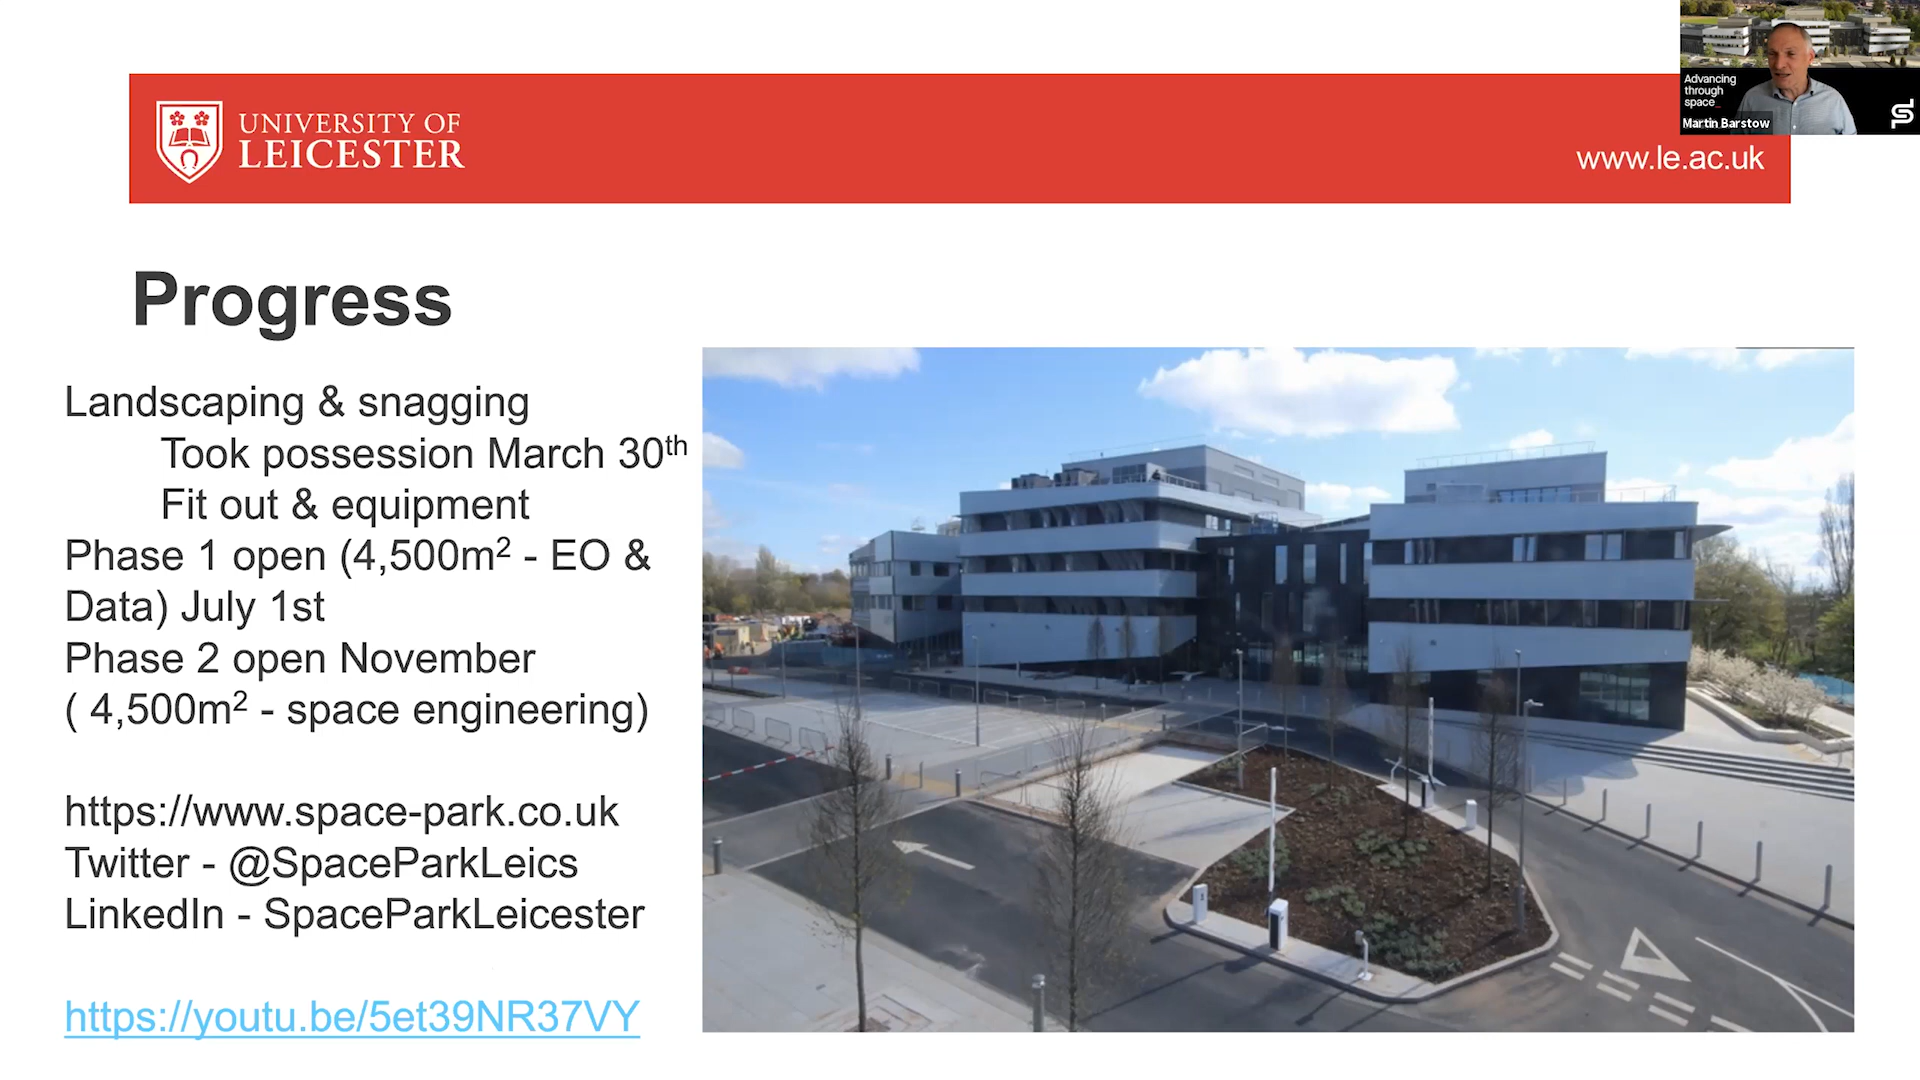 UNIVERSITY OF
LEICESTER
Advancing
through
space_
Martin Barstow
www.le.ac.uk
Progress
Landscaping & snagging
Took possession March 30th
Fit out & equipment
Phase 1 open (4,500m² - EO &
Data) July 1st
Phase 2 open November
( 4,500m² - space engineering)
https://www.space-park.co.uk
Twitter - @SpaceParkLeics
LinkedIn - SpaceParkLeicester
https://youtu.be/5et39NR37VY